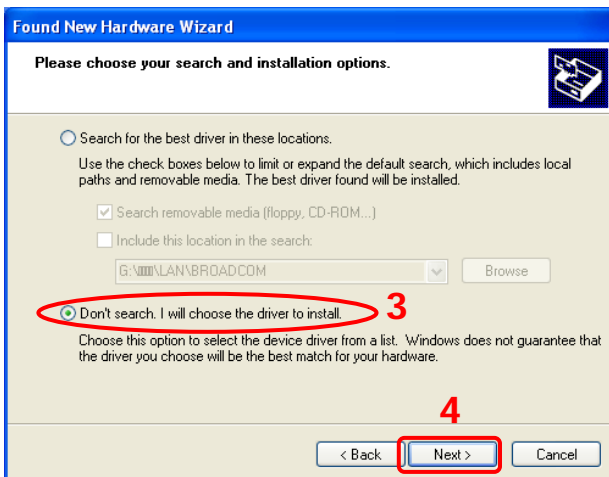 Found New Hardware Wizard
Please choose your search and installation options.
Search for the best driver in these locations.
Use the check boxes below to limit or expand the default search, which includes local
paths and removable media. The best driver found will be installed.
Search removable media (floppy, CD-ROM...)
Include this location in the search:
\LAN\BROADCOM
Browse
Don't search. I will choose the driver to install.
3
Choose this option to select the device driver from a list. Windows does not guarantee that
the driver you choose will be the best match for your hardware.
4
< Back
Next >
Cancel